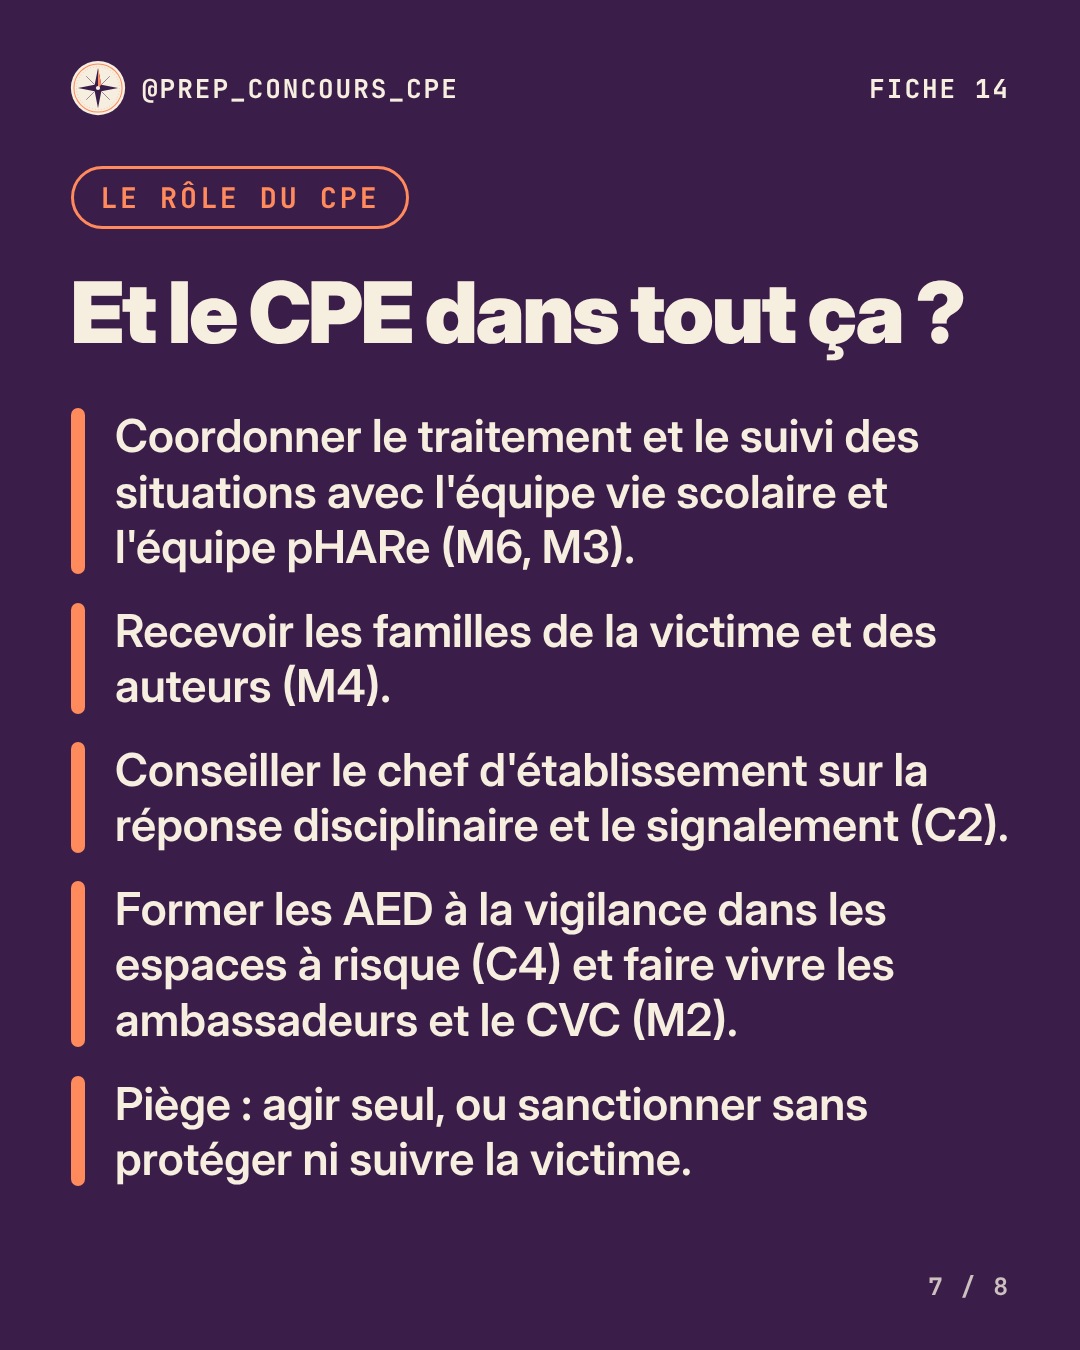 @PREP_CONCOURS_CPE
FICHE 14
LE RÔLE DU CPE
Et le CPE dans tout ça ?
Coordonner le traitement et le suivi des
situations avec l'équipe vie scolaire et
l'équipe pHARe (M6, M3).
Recevoir les familles de la victime et des
auteurs (M4).
Conseiller le chef d'établissement sur la
réponse disciplinaire et le signalement (C2).
Former les AED à la vigilance dans les
espaces à risque (C4) et faire vivre les
ambassadeurs et le CVC (M2).
Piège : agir seul, ou sanctionner sans
protéger ni suivre la victime.
7 / 8